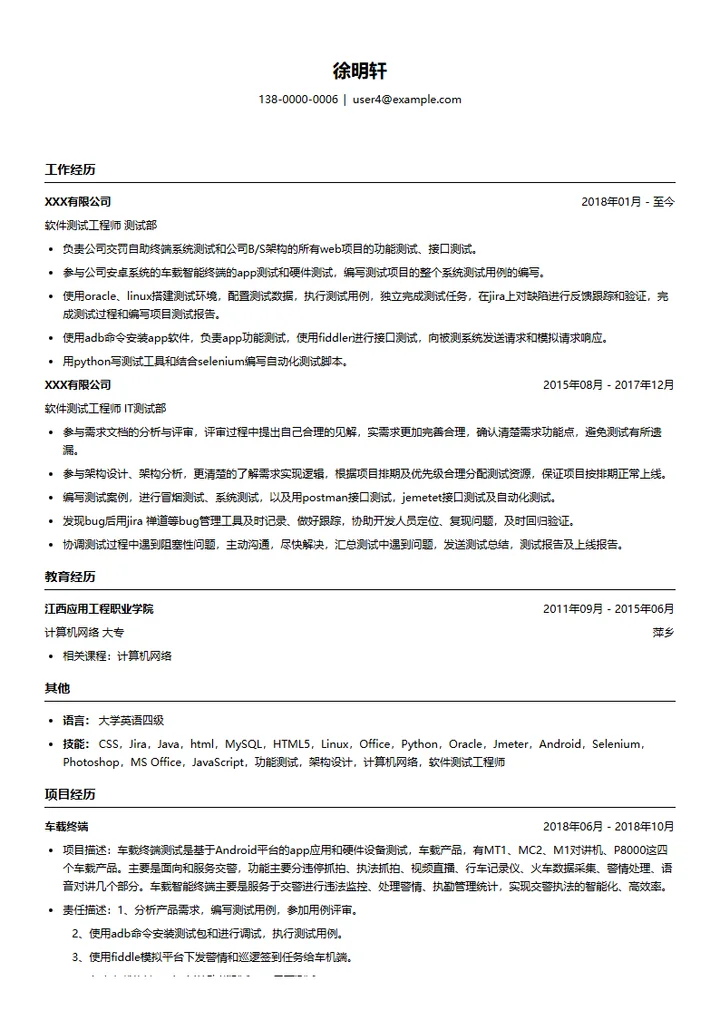 徐明轩
138-0000-0006 | user4@example.com
工作经历
XXX有限公司 2018年01月 - 至今
软件测试工程师 测试部
• 负责公司交罚自助终端系统测试和公司B/S架构的所有web项目的功能测试、接口测试。
• 参与公司安卓系统的车载智能终端的app测试和硬件测试，编写测试项目的整个系统测试用例的编写。
• 使用oracle、linux搭建测试环境，配置测试数据，执行测试用例，独立完成测试任务，在jira上对缺陷进行反馈跟踪和验证，完
成测试过程和编写项目测试报告。
• 使用adb命令安装app软件，负责app功能测试，使用fiddler进行接口测试，向被测系统发送请求和模拟请求响应。
• 用python写测试工具和结合selenium编写自动化测试脚本。
XXX有限公司 2015年08月 - 2017年12月
软件测试工程师 IT测试部
• 参与需求文档的分析与评审，评审过程中提出自己合理的见解，实需求更加完善合理，确认清楚需求功能点，避免测试有所遗
漏。
• 参与架构设计、架构分析，更清楚的了解需求实现逻辑，根据项目排期及优先级合理分配测试资源，保证项目按排期正常上线。
• 编写测试案例，进行冒烟测试、系统测试，以及用postman接口测试，jemetet接口测试及自动化测试。
• 发现bug后用jira 禅道等bug管理工具及时记录、做好跟踪，协助开发人员定位、复现问题，及时回归验证。
• 协调测试过程中遇到阻塞性问题，主动沟通，尽快解决，汇总测试中遇到问题，发送测试总结，测试报告及上线报告。
教育经历
江西应用工程职业学院 2011年09月 - 2015年06月
计算机网络 大专 萍乡
• 相关课程：计算机网络
其他
• 语言： 大学英语四级
• 技能： CSS，Jira，Java，html，MySQL，HTML5，Linux，Office，Python，Oracle，Jmeter，Android，Selenium，
Photoshop，MS Office，JavaScript，功能测试，架构设计，计算机网络，软件测试工程师
项目经历
车载终端 2018年06月 - 2018年10月
• 项目描述：车载终端测试是基于Android平台的app应用和硬件设备测试，车载产品，有MT1、MC2、M1对讲机、P8000这四
个车载产品。主要是面向和服务交警，功能主要分违停抓拍、执法抓拍、视频直播、行车记录仪、火车数据采集、警情处理、语
音对讲几个部分。车载智能终端主要是服务于交警进行违法监控、处理警情、执勤管理统计，实现交警执法的智能化、高效率。
• 责任描述：1、分析产品需求，编写测试用例，参加用例评审。
2、使用adb命令安装测试包和进行调试，执行测试用例。
3、使用fiddle模拟平台下发警情和巡逻签到任务给车机端。